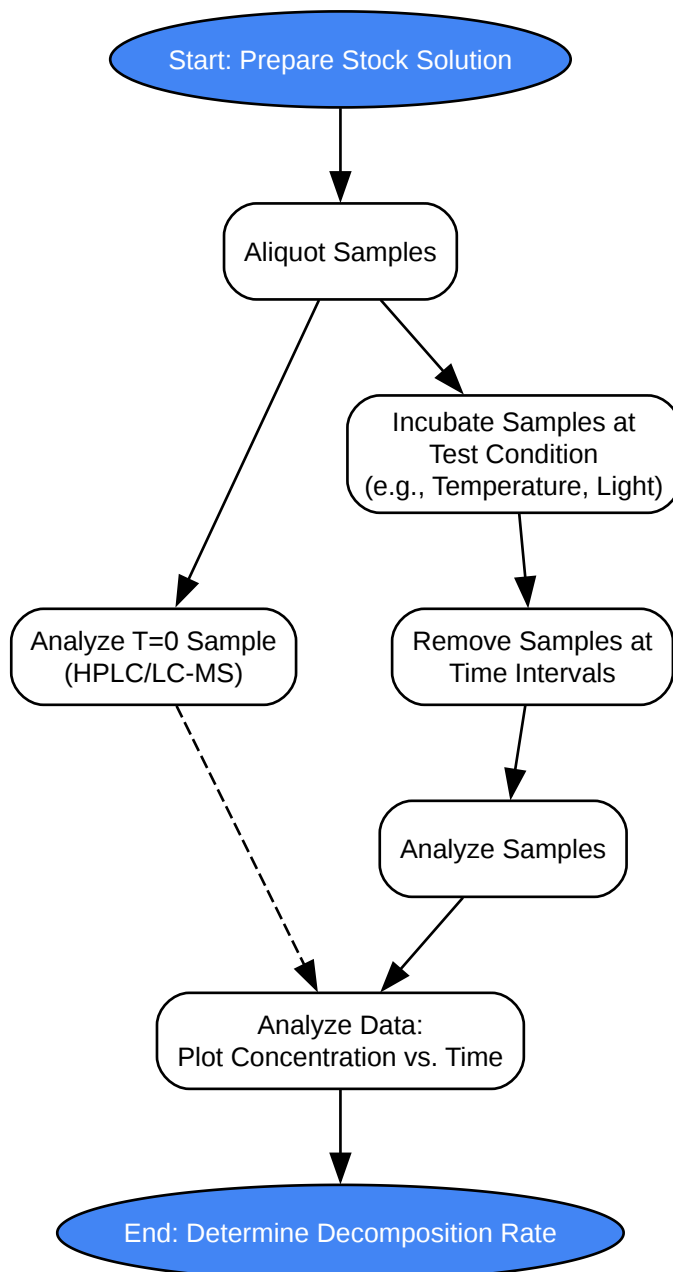 Start: Prepare Stock Solution
Aliquot Samples
Incubate Samples at
Test Condition
(e.g., Temperature, Light)
Analyze T=0 Sample
(HPLC/LC-MS)
Remove Samples at
Time Intervals
Analyze Samples
Analyze Data:
Plot Concentration vs. Time
End: Determine Decomposition Rate